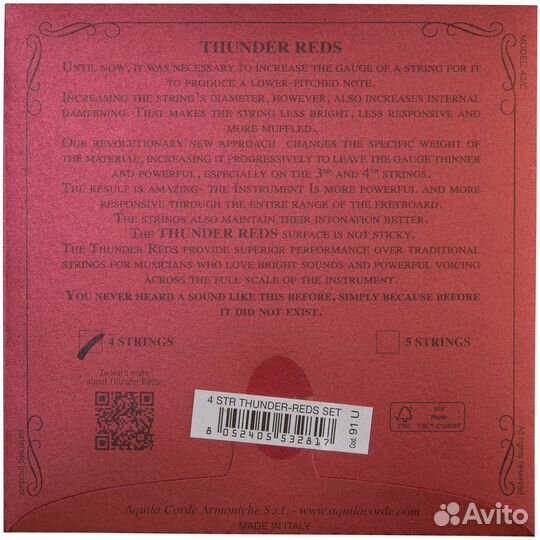 THUNDER REDS
UNTIL NOW, IT WAS NECESSARY TO INCREASE THE GAUGE OF A STRING FOR IT
TO PRODUCE A LOWER-PITCHED NOTE.
INCREASING THE STRING'S DIAMETER, HOWEVER, ALSO INCREASES INTERNAL
DAMPENING. THAT MAKES THE STRING LESS BRIGHT, LESS RESPONSIVE AND
MORE MUFFLED.
OUR REVOLUTIONARY NEW APPROACH CHANGES THE SPECIFIC WEIGHT OF
THE MATERIAL, INCREASING IT PROGRESSIVELY TO LEAVE THE GAUGE THINNER
AND POWERFUL, ESPECIALLY ON THE 3RD AND 4TH STRINGS.
THE RESULT IS AMAZING- THE INSTRUMENT IS MORE POWERFUL AND MORE
RESPONSIVE THROUGH THE ENTIRE RANGE OF THE FRETBOARD.
THE STRINGS ALSO MAINTAIN THEIR INTONATION BETTER.
THE THUNDER REDS SURFACE IS NOT STICKY.
THE THUNDER REDS PROVIDE SUPERIOR PERFORMANCE OVER TRADITIONAL
STRINGS FOR MUSICIANS WHO LOVE BRIGHT SOUNDS AND POWERFUL VOICING
ACROSS THE FULL SCALE OF THE INSTRUMENT.
YOU NEVER HEARD A SOUND LIKE THIS BEFORE, SIMPLY BECAUSE BEFORE
IT DID NOT EXIST.
4 STRINGS
5 STRINGS
To learn more
about Thunder Reds
4 STR THUNDER-REDS SET
8 052405 532817
Cod. 91 U
FSC
MIX
Paper
patented product
All rights reserved
MODEL: 42.C
Aquila Corde Armoniche S.r.l. - www.aquilacorde.com
MADE IN ITALY
Avito